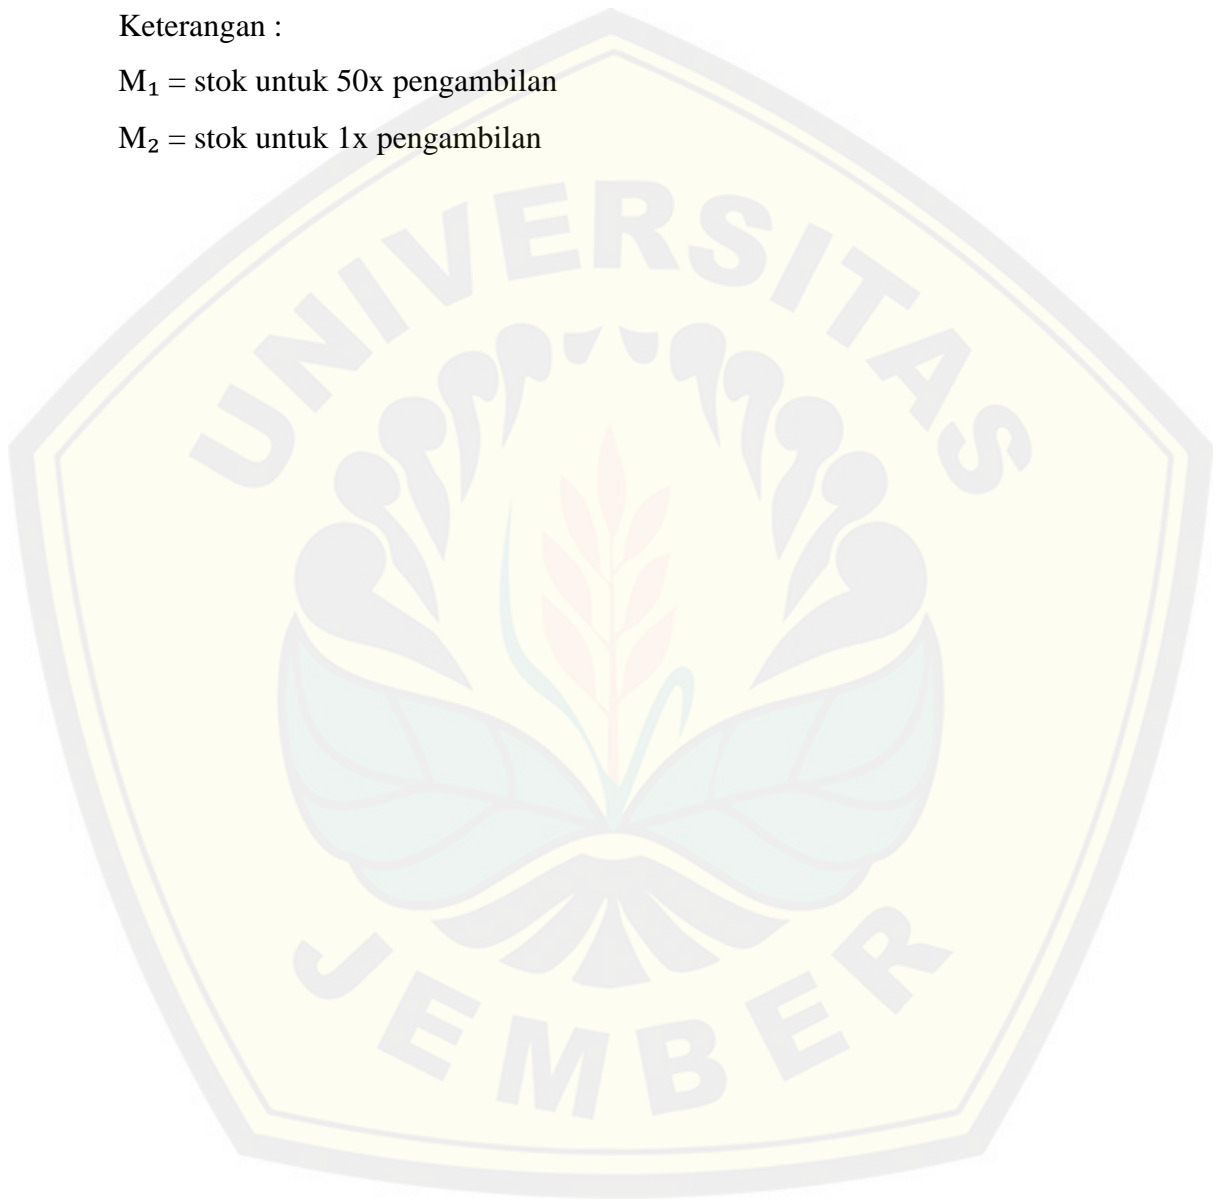 Keterangan :
M₁ = stok untuk 50x pengambilan
M₂ = stok untuk 1x pengambilan
UNIVERSITAS
JEMBER